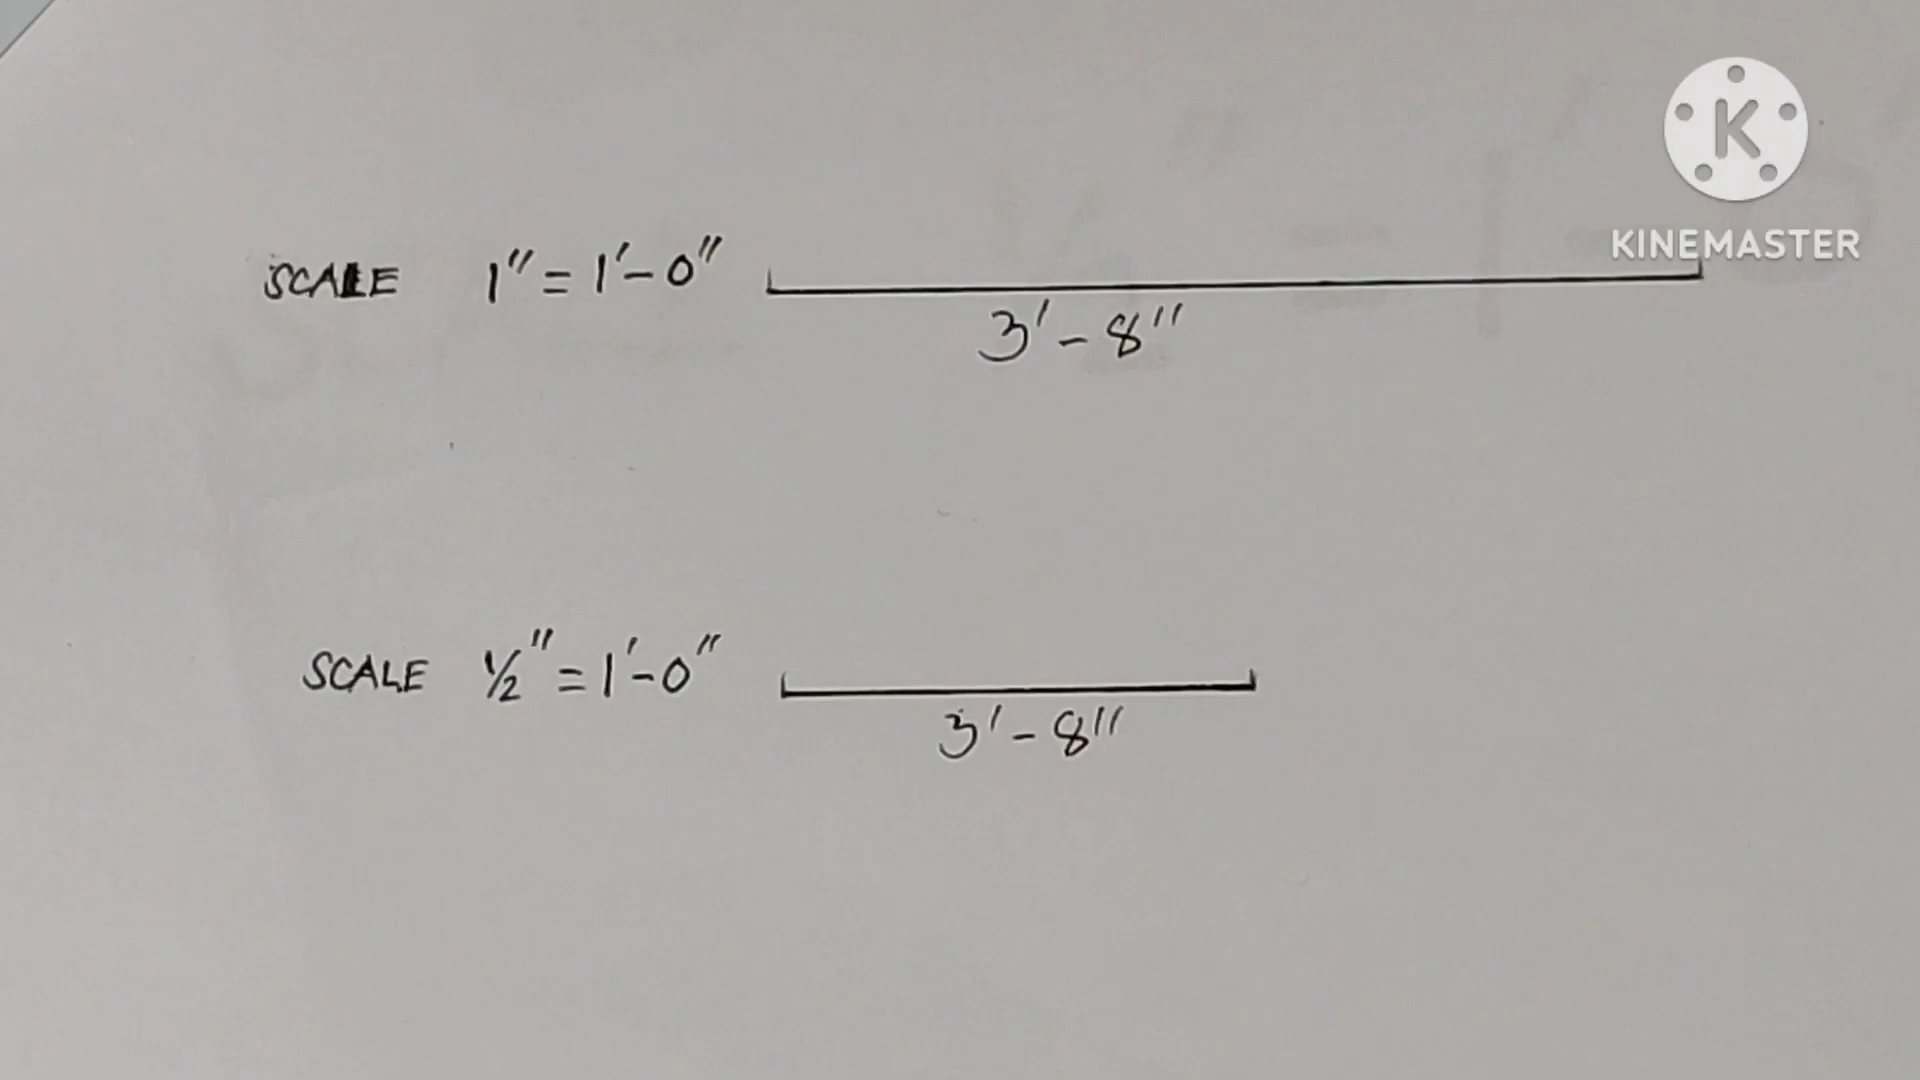 KINEMASTER
SCALE 1" = 1'-0"
3'-8"
SCALE 1/2" = 1'-0"
3'-8"